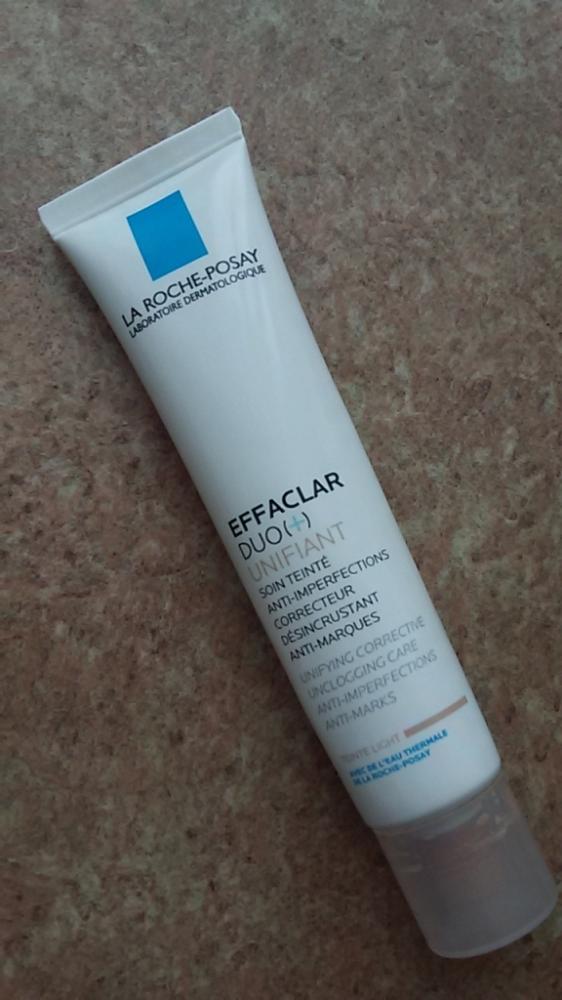 LA ROCHE-POSAY
LABORATOIRE DERMATOLOGIQUE
EFFACLAR
DUO(+)
UNIFIANT
SOIN TEINTÉ
ANTI-IMPERFECTIONS
CORRECTEUR
DÉSINCRUSTANT
ANTI-MARQUES
UNIFYING CORRECTIVE
UNCLOGGING CARE
ANTI-IMPERFECTIONS
ANTI-MARKS
TEINTE LIGHT
AVEC DE L'EAU THERMALE
DE LA ROCHE-POSAY